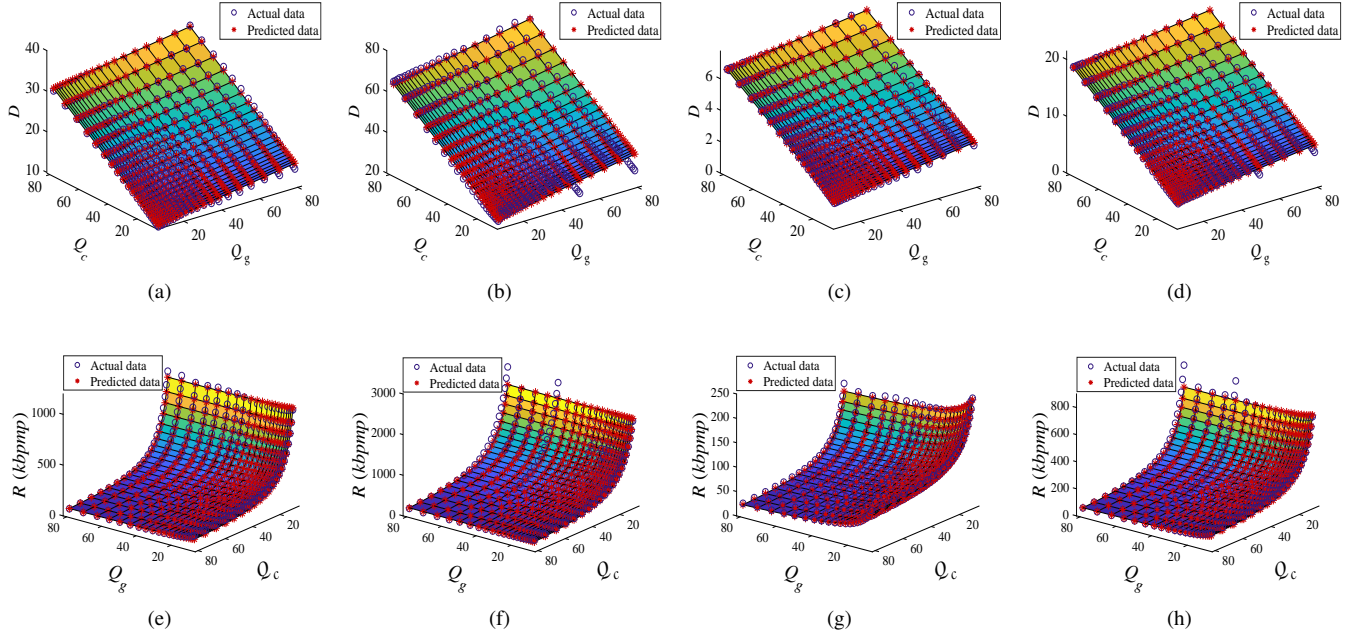 Actual data
Predicted data
40
30
20
10
D
80
60
40
20
Q_c
20
40
60
80
Q_g
(a)
Actual data
Predicted data
80
60
40
20
D
80
60
40
20
Q_c
20
40
60
80
Q_g
(b)
Actual data
Predicted data
6
4
2
0
D
80
60
40
20
Q_c
20
40
60
80
Q_g
(c)
Actual data
Predicted data
20
10
0
D
80
60
40
20
Q_c
20
40
60
80
Q_g
(d)
Actual data
Predicted data
1000
500
0
R (kbpmp)
80
60
40
20
Q_g
80
60
40
20
Q_c
(e)
Actual data
Predicted data
3000
2000
1000
0
R (kbpmp)
80
60
40
20
Q_g
80
60
40
20
Q_c
(f)
Actual data
Predicted data
250
200
150
100
50
0
R (kbpmp)
80
60
40
20
Q_g
80
60
40
20
Q_c
(g)
Actual data
Predicted data
800
600
400
200
0
R (kbpmp)
80
60
40
20
Q_g
80
60
40
20
Q_c
(h)